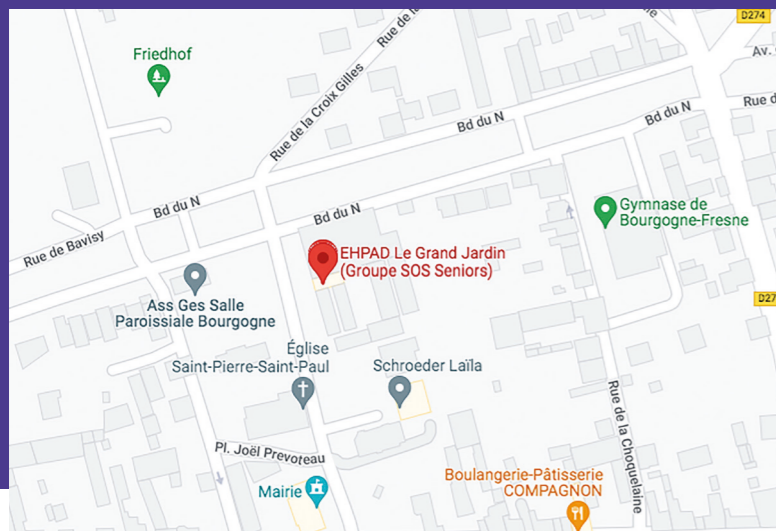 D274
Friedhof
Av.
Rue de la Croix Gilles
Rue de la
Bd du N
Bd du N
Rue d
Bd du N
Bd du N
Rue de Bavisy
Gymnase de
Bourgogne-Fresne
EHPAD Le Grand Jardin
(Groupe SOS Seniors)
Ass Ges Salle
Paroissiale Bourgogne
D27
Église
Saint-Pierre-Saint-Paul
Schroeder Laïla
Rue de la Choquelaine
Pl. Joël Prevoteau
Boulangerie-Pâtisserie
COMPAGNON
Mairie